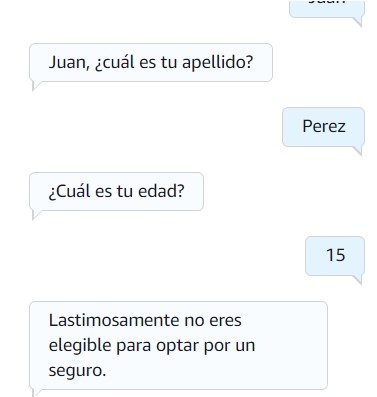 Juan, ¿cuál es tu apellido?
Perez
¿Cuál es tu edad?
15
Lastimosamente no eres
elegible para optar por un
seguro.